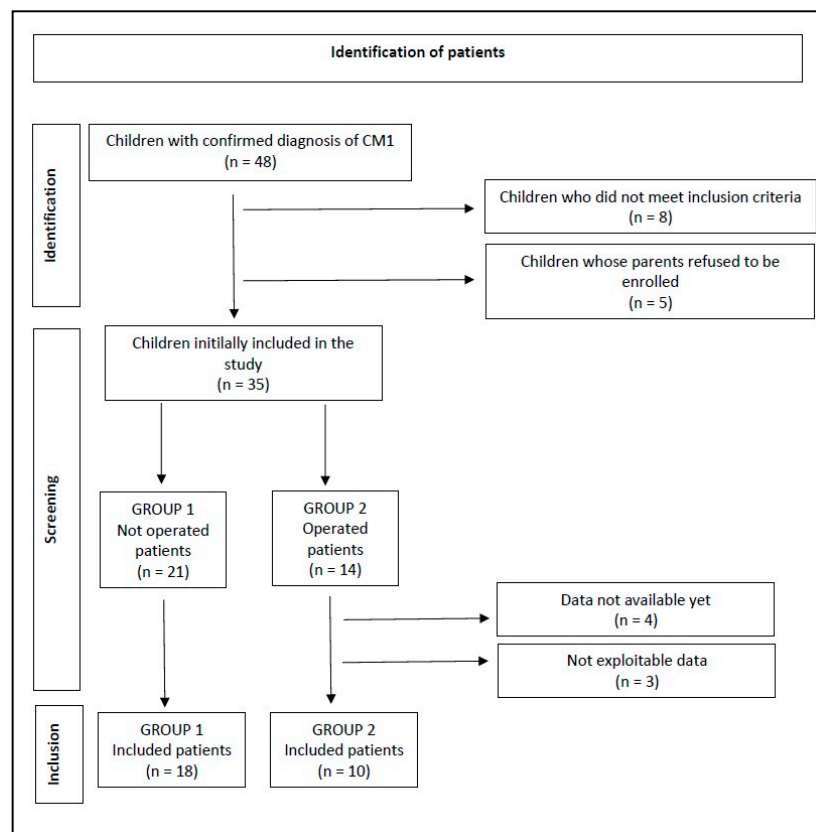 Identification of patients
Identification
Children with confirmed diagnosis of CM1
(n = 48)
Children who did not meet inclusion criteria
(n = 8)
Children whose parents refused to be
enrolled
(n = 5)
Screening
Children initilally included in the
study
(n = 35)
GROUP 1
Not operated
patients
(n = 21)
GROUP 2
Operated
patients
(n = 14)
Data not available yet
(n = 4)
Not exploitable data
(n = 3)
Inclusion
GROUP 1
Included patients
(n = 18)
GROUP 2
Included patients
(n = 10)